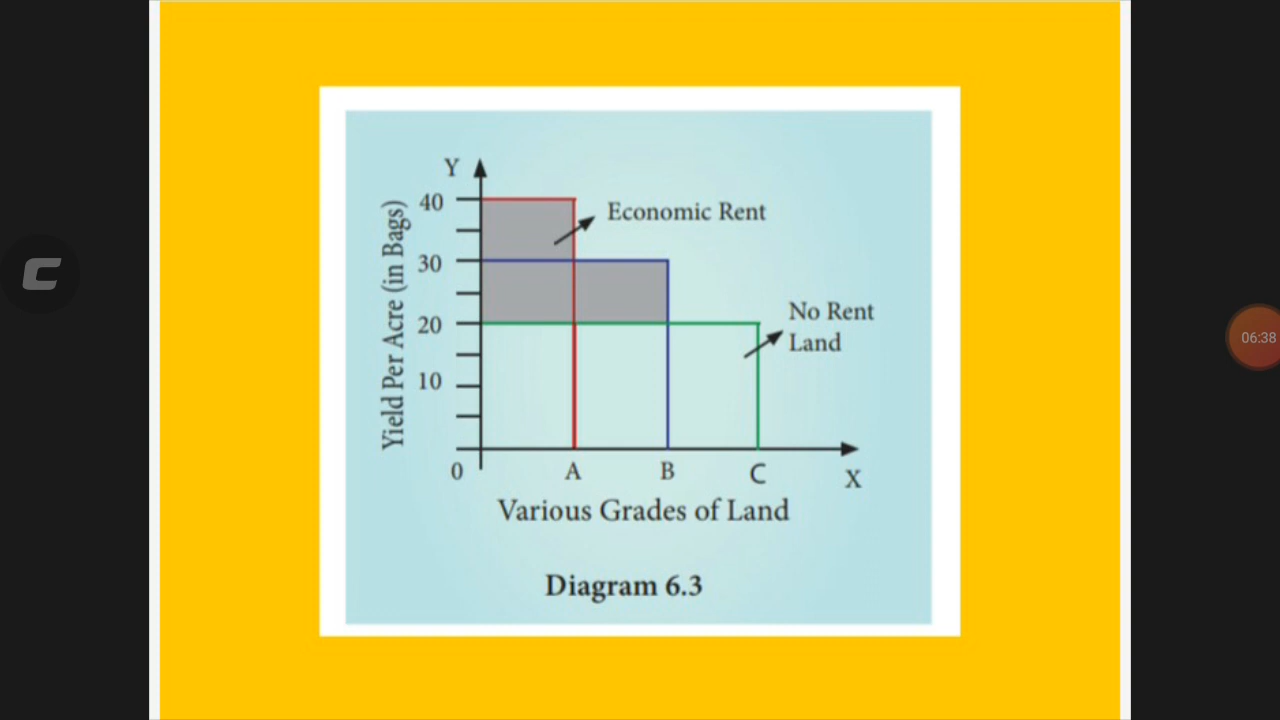 Y
40
Economic Rent
30
No Rent
20
Land
10
Yield Per Acre (in Bags)
0
A
B
C
X
Various Grades of Land
Diagram 6.3
06:38